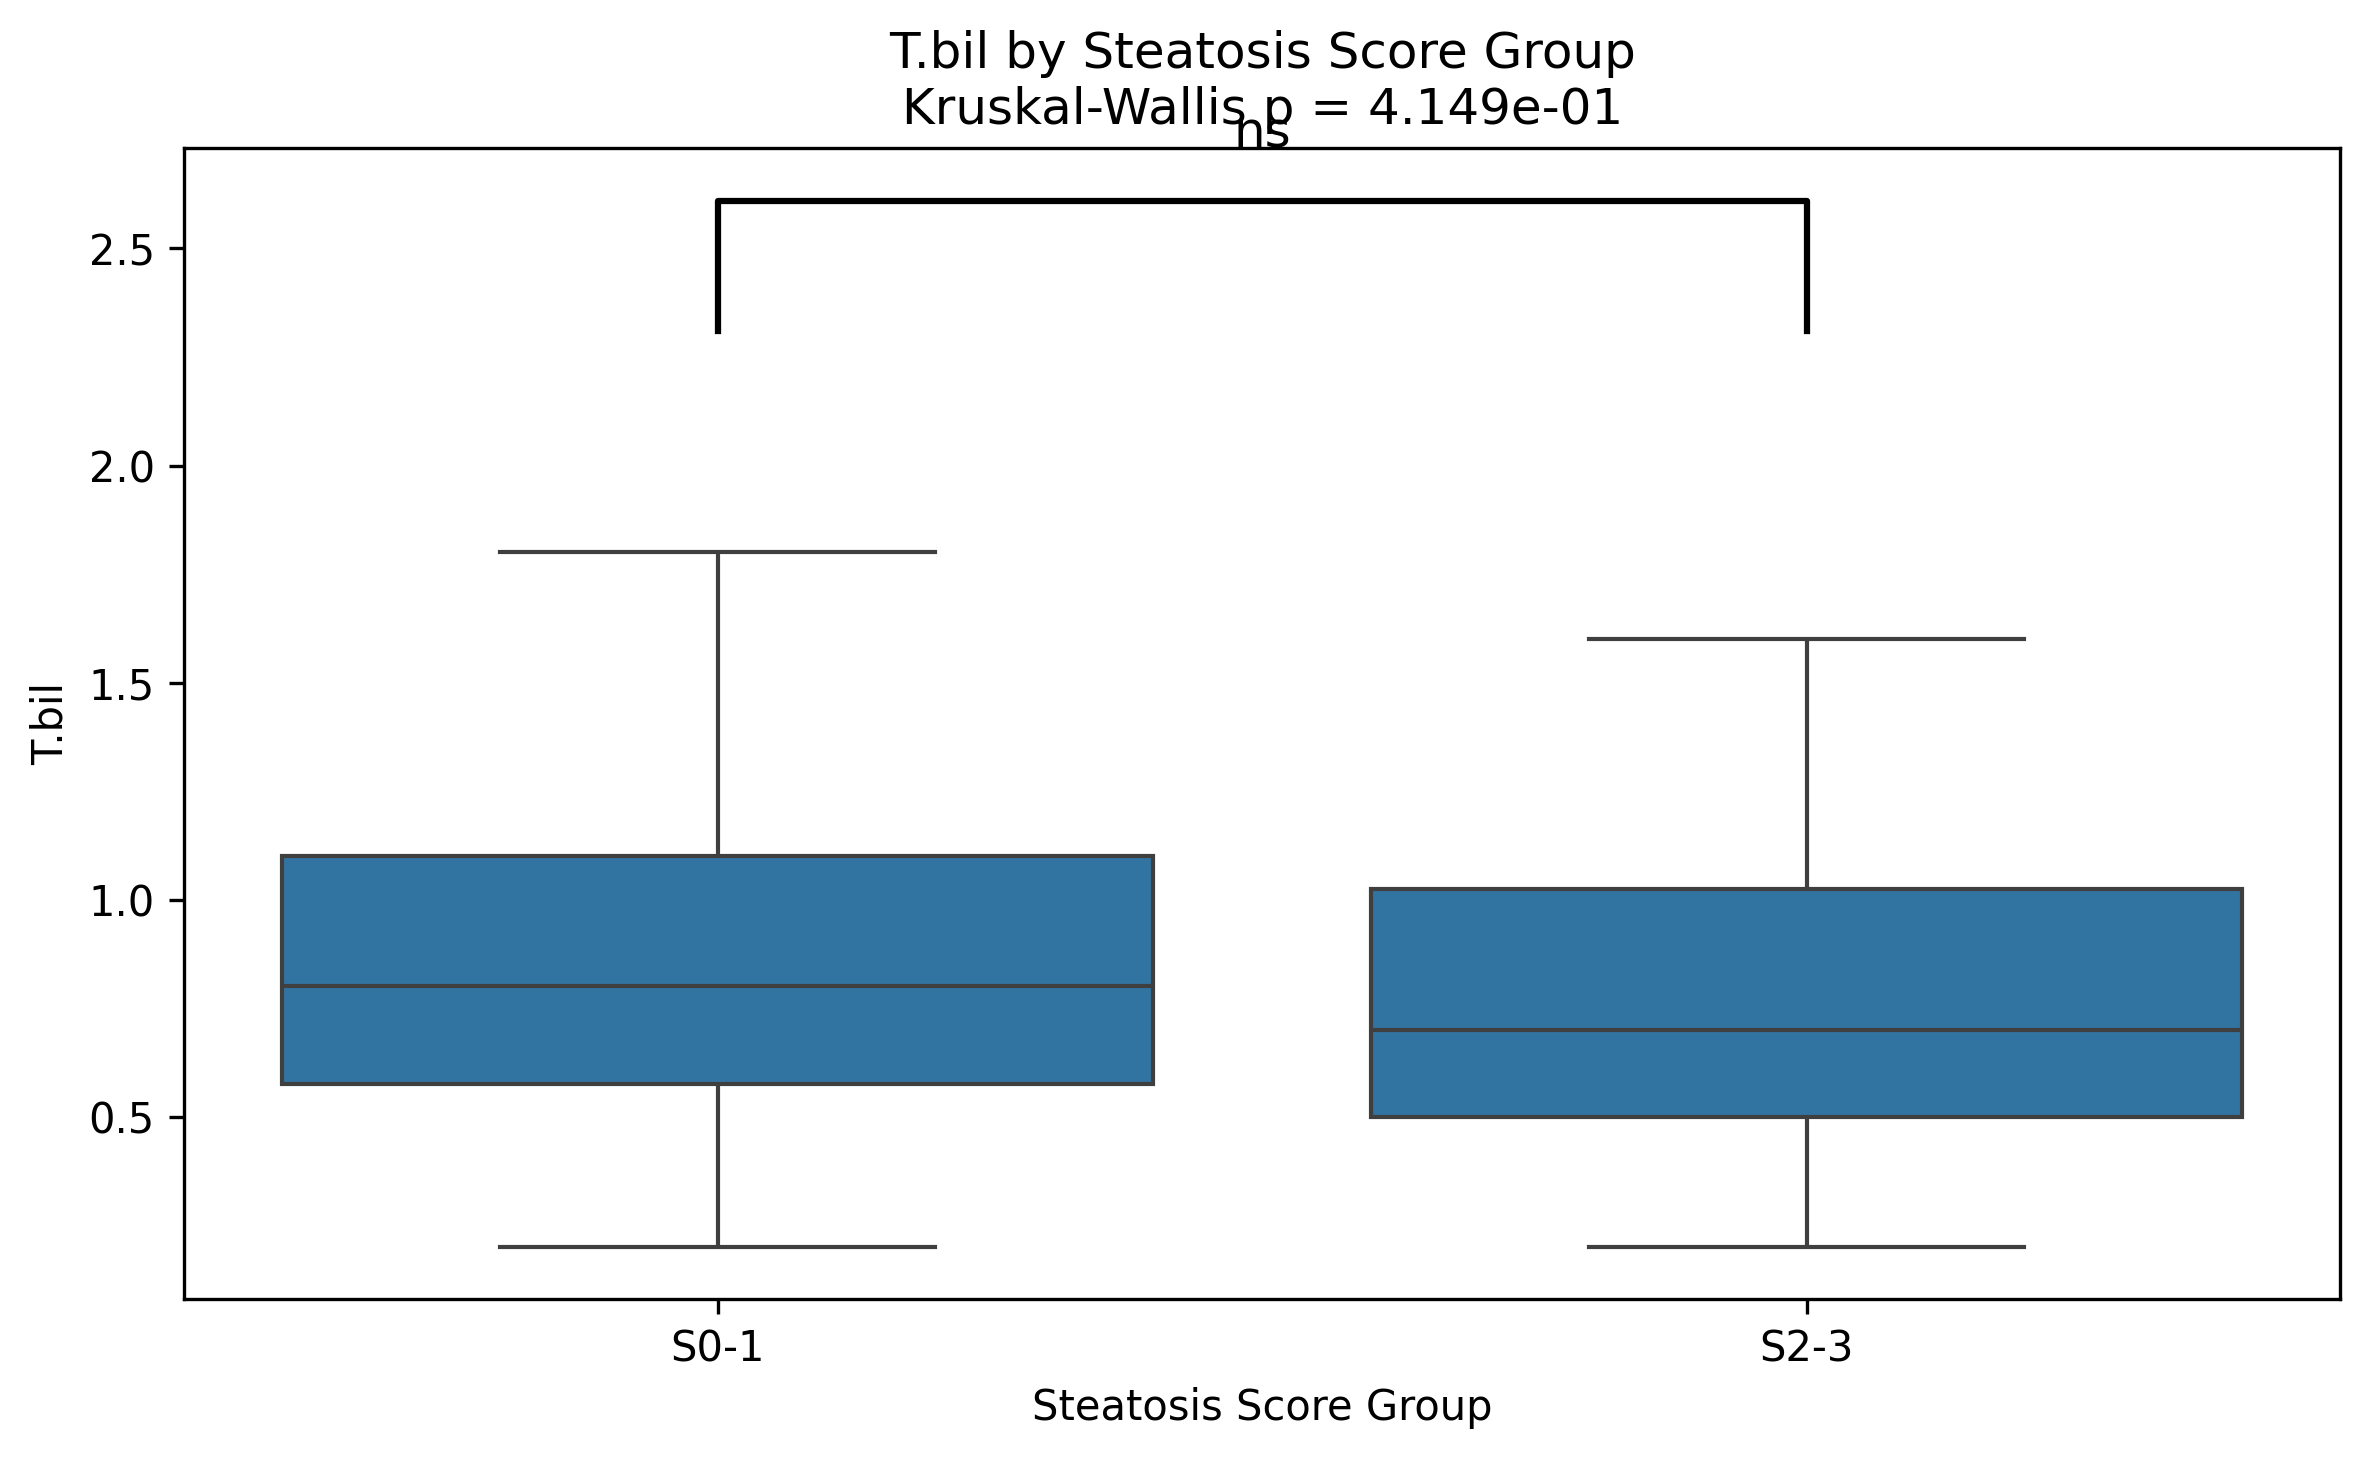 T.bil by Steatosis Score Group
Kruskal-Wallis p = 4.149e-01
ns
2.5
2.0
1.5
1.0
0.5
T.bil
S0-1
S2-3
Steatosis Score Group